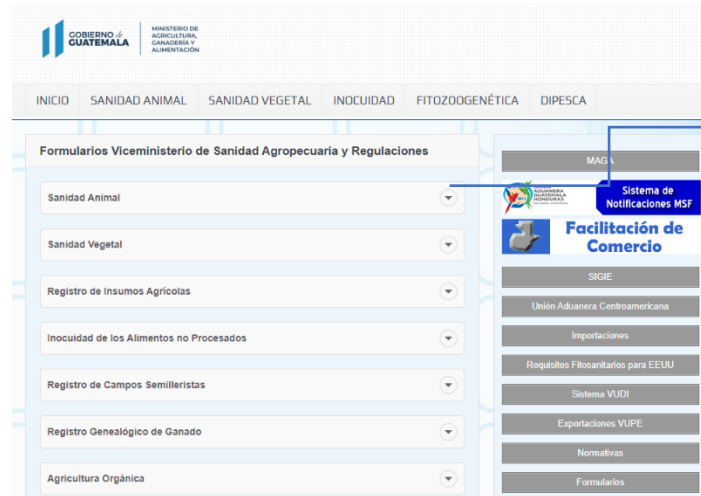 GOBIERNO de
GUATEMALA
MINISTERIO DE
AGRICULTURA,
GANADERÍA Y
ALIMENTACIÓN
INICIO SANIDAD ANIMAL SANIDAD VEGETAL INOCUIDAD FITOZOOGENÉTICA DIPESCA
Formularios Viceministerio de Sanidad Agropecuaria y Regulaciones
Sanidad Animal
Sanidad Vegetal
Registro de Insumos Agrícolas
Inocuidad de los Alimentos no Procesados
Registro de Campos Semilleristas
Registro Genealógico de Ganado
Agricultura Orgánica
MAGA
ADUANERA
GUATEMALA
HONDURAS
Sistema de
Notificaciones MSF
Facilitación de
Comercio
SIGIE
Unión Aduanera Centroamericana
Importaciones
Requisitos Fitosanitarios para EEUU
Sistema VUDI
Exportaciones VUPE
Normativas
Formularios